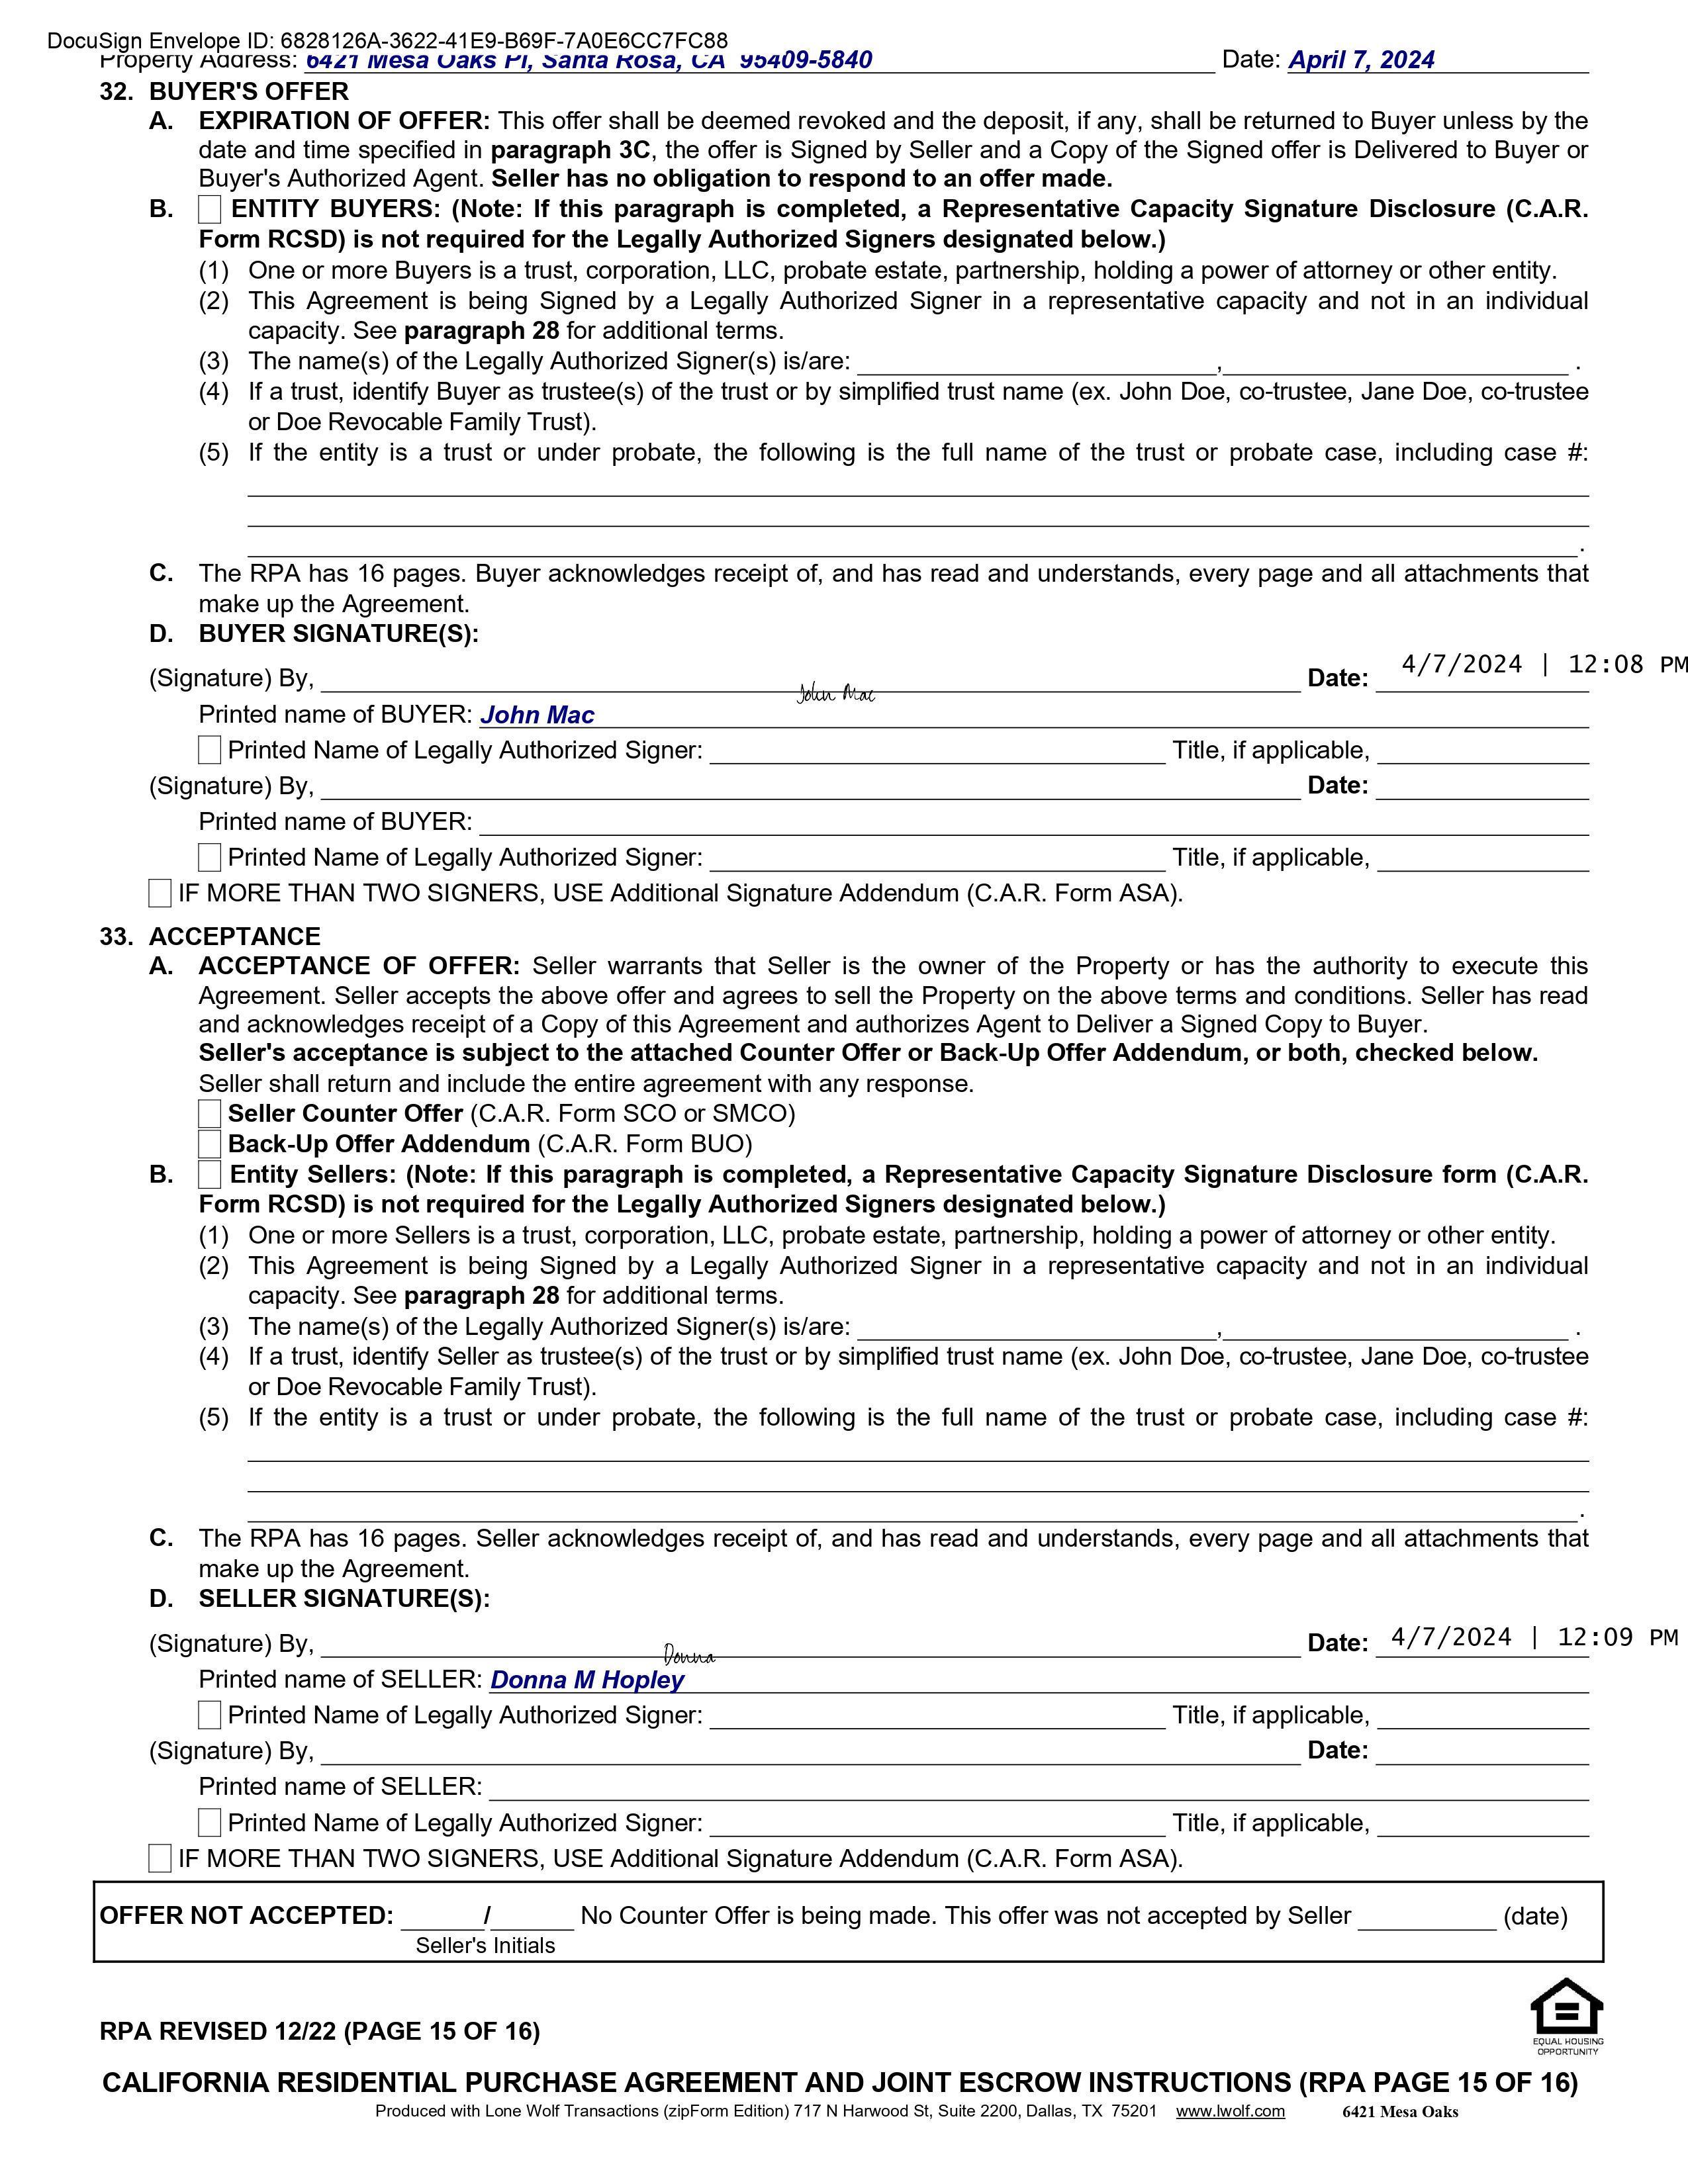 DocuSign Envelope ID: 6828126A-3622-41E9-B69F-7A0E6CC7FC88
Property Address: 6421 Mesa Oaks Pl, Santa Rosa, CA 95409-5840 Date: April 7, 2024
32. BUYER'S OFFER
A. EXPIRATION OF OFFER: This offer shall be deemed revoked and the deposit, if any, shall be returned to Buyer unless by the
date and time specified in paragraph 3C, the offer is Signed by Seller and a Copy of the Signed offer is Delivered to Buyer or
Buyer's Authorized Agent. Seller has no obligation to respond to an offer made.
B. ENTITY BUYERS: (Note: If this paragraph is completed, a Representative Capacity Signature Disclosure (C.A.R.
Form RCSD) is not required for the Legally Authorized Signers designated below.)
(1) One or more Buyers is a trust, corporation, LLC, probate estate, partnership, holding a power of attorney or other entity.
(2) This Agreement is being Signed by a Legally Authorized Signer in a representative capacity and not in an individual
capacity. See paragraph 28 for additional terms.
(3) The name(s) of the Legally Authorized Signer(s) is/are: , .
(4) If a trust, identify Buyer as trustee(s) of the trust or by simplified trust name (ex. John Doe, co-trustee, Jane Doe, co-trustee
or Doe Revocable Family Trust).
(5) If the entity is a trust or under probate, the following is the full name of the trust or probate case, including case #:
.
C. The RPA has 16 pages. Buyer acknowledges receipt of, and has read and understands, every page and all attachments that
make up the Agreement.
D. BUYER SIGNATURE(S):
(Signature) By, John Mac Date: 4/7/2024 | 12:08 PM
Printed name of BUYER: John Mac
Printed Name of Legally Authorized Signer: Title, if applicable,
(Signature) By, Date:
Printed name of BUYER:
Printed Name of Legally Authorized Signer: Title, if applicable,
IF MORE THAN TWO SIGNERS, USE Additional Signature Addendum (C.A.R. Form ASA).
33. ACCEPTANCE
A. ACCEPTANCE OF OFFER: Seller warrants that Seller is the owner of the Property or has the authority to execute this
Agreement. Seller accepts the above offer and agrees to sell the Property on the above terms and conditions. Seller has read
and acknowledges receipt of a Copy of this Agreement and authorizes Agent to Deliver a Signed Copy to Buyer.
Seller's acceptance is subject to the attached Counter Offer or Back-Up Offer Addendum, or both, checked below.
Seller shall return and include the entire agreement with any response.
Seller Counter Offer (C.A.R. Form SCO or SMCO)
Back-Up Offer Addendum (C.A.R. Form BUO)
B. Entity Sellers: (Note: If this paragraph is completed, a Representative Capacity Signature Disclosure form (C.A.R.
Form RCSD) is not required for the Legally Authorized Signers designated below.)
(1) One or more Sellers is a trust, corporation, LLC, probate estate, partnership, holding a power of attorney or other entity.
(2) This Agreement is being Signed by a Legally Authorized Signer in a representative capacity and not in an individual
capacity. See paragraph 28 for additional terms.
(3) The name(s) of the Legally Authorized Signer(s) is/are: , .
(4) If a trust, identify Seller as trustee(s) of the trust or by simplified trust name (ex. John Doe, co-trustee, Jane Doe, co-trustee
or Doe Revocable Family Trust).
(5) If the entity is a trust or under probate, the following is the full name of the trust or probate case, including case #:
.
C. The RPA has 16 pages. Seller acknowledges receipt of, and has read and understands, every page and all attachments that
make up the Agreement.
D. SELLER SIGNATURE(S):
(Signature) By, Donna Date: 4/7/2024 | 12:09 PM
Printed name of SELLER: Donna M Hopley
Printed Name of Legally Authorized Signer: Title, if applicable,
(Signature) By, Date:
Printed name of SELLER:
Printed Name of Legally Authorized Signer: Title, if applicable,
IF MORE THAN TWO SIGNERS, USE Additional Signature Addendum (C.A.R. Form ASA).
OFFER NOT ACCEPTED: / No Counter Offer is being made. This offer was not accepted by Seller (date)
Seller's Initials
RPA REVISED 12/22 (PAGE 15 OF 16)
EQUAL HOUSING
OPPORTUNITY
CALIFORNIA RESIDENTIAL PURCHASE AGREEMENT AND JOINT ESCROW INSTRUCTIONS (RPA PAGE 15 OF 16)
Produced with Lone Wolf Transactions (zipForm Edition) 717 N Harwood St, Suite 2200, Dallas, TX 75201 www.lwolf.com 6421 Mesa Oaks